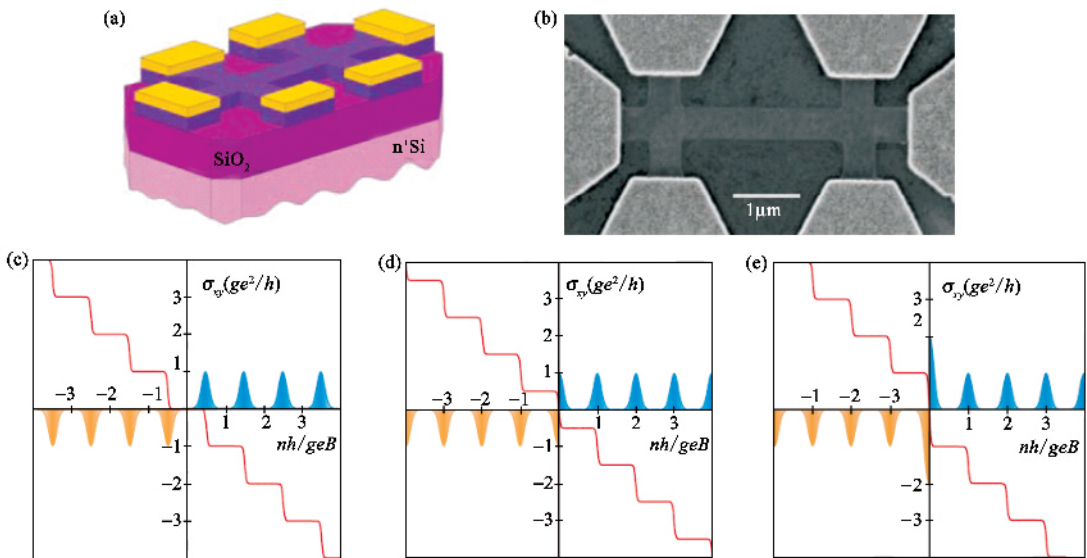 (a)
SiO₂
n⁺Si
(b)
1μm
(c)
σxy(ge²/h)
3
2
1
-3 -2 -1
1 2 3
nh/geB
-1
-2
-3
(d)
σxy(ge²/h)
3
2
1
-3 -2 -1
1 2 3
nh/geB
-1
-2
-3
(e)
σxy(ge²/h)
3
2
1
-1 -2 -3
1 2 3
nh/geB
-2
-3